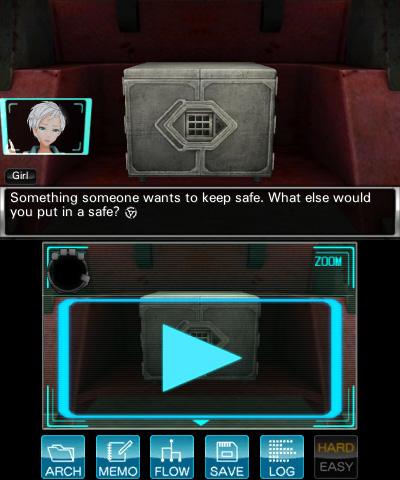 Girl
Something someone wants to keep safe. What else would
you put in a safe?
ZOOM
ARCH
MEMO
FLOW
SAVE
LOG
HARD
EASY